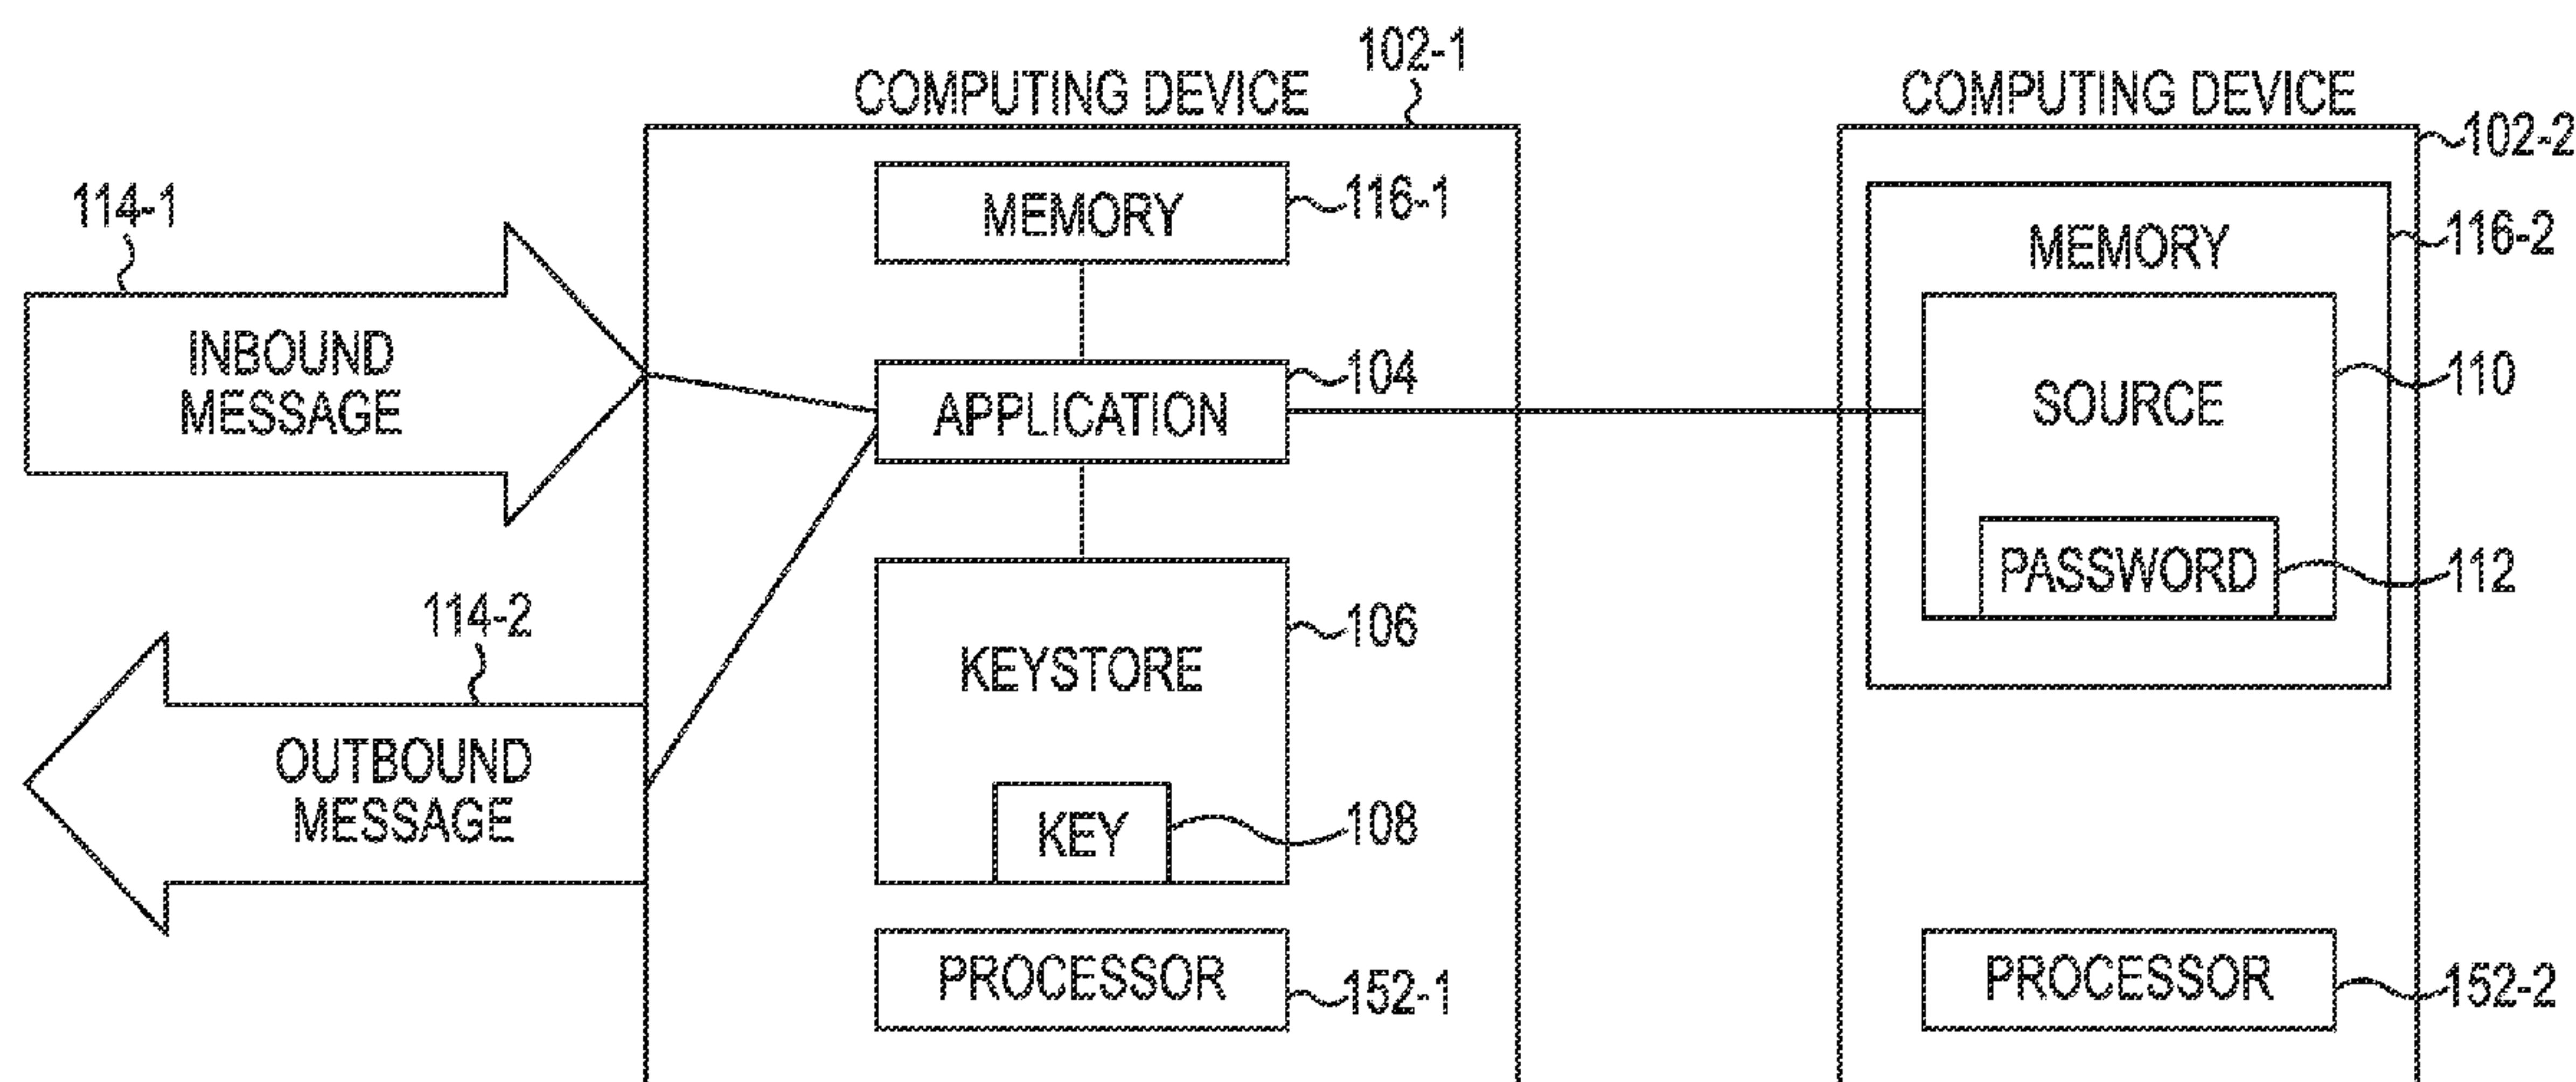 102-1
COMPUTING DEVICE
COMPUTING DEVICE
102-2
114-1
MEMORY
116-1
MEMORY
116-2
INBOUND
MESSAGE
APPLICATION
104
SOURCE
110
PASSWORD
112
114-2
KEYSTORE
106
OUTBOUND
MESSAGE
KEY
108
PROCESSOR
152-1
PROCESSOR
152-2